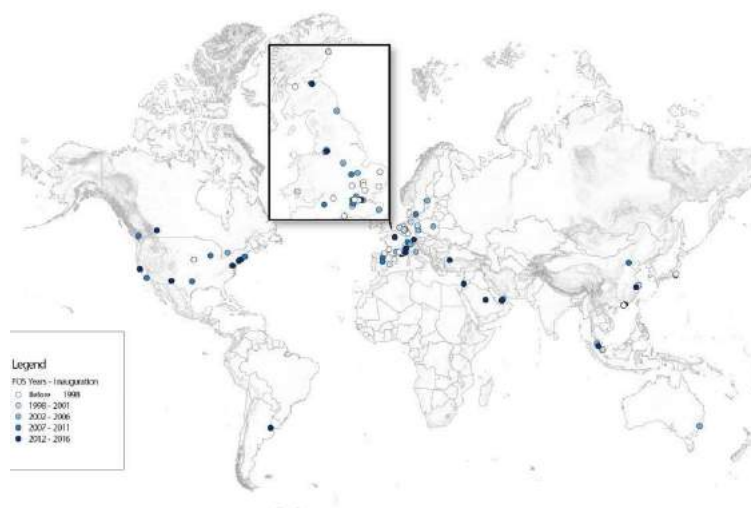 Legend
FOS Years - Inauguration
Before 1998
1998 - 2001
2002 - 2006
2007 - 2011
2012 - 2016